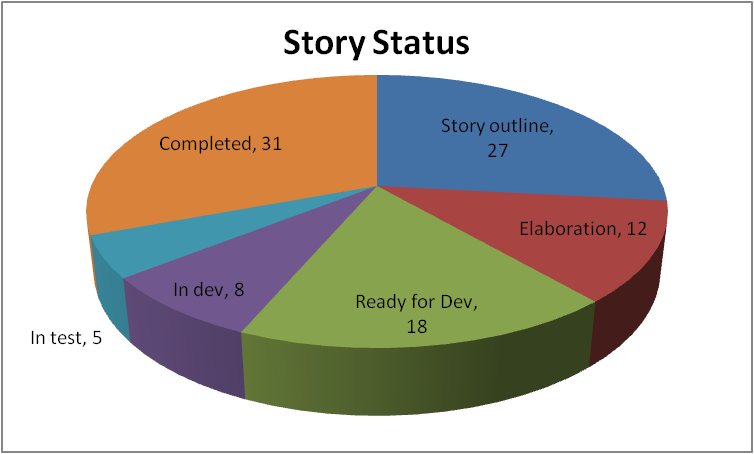 Story Status
Story outline,
27
Completed, 31
Elaboration, 12
In dev, 8
Ready for Dev,
18
In test, 5